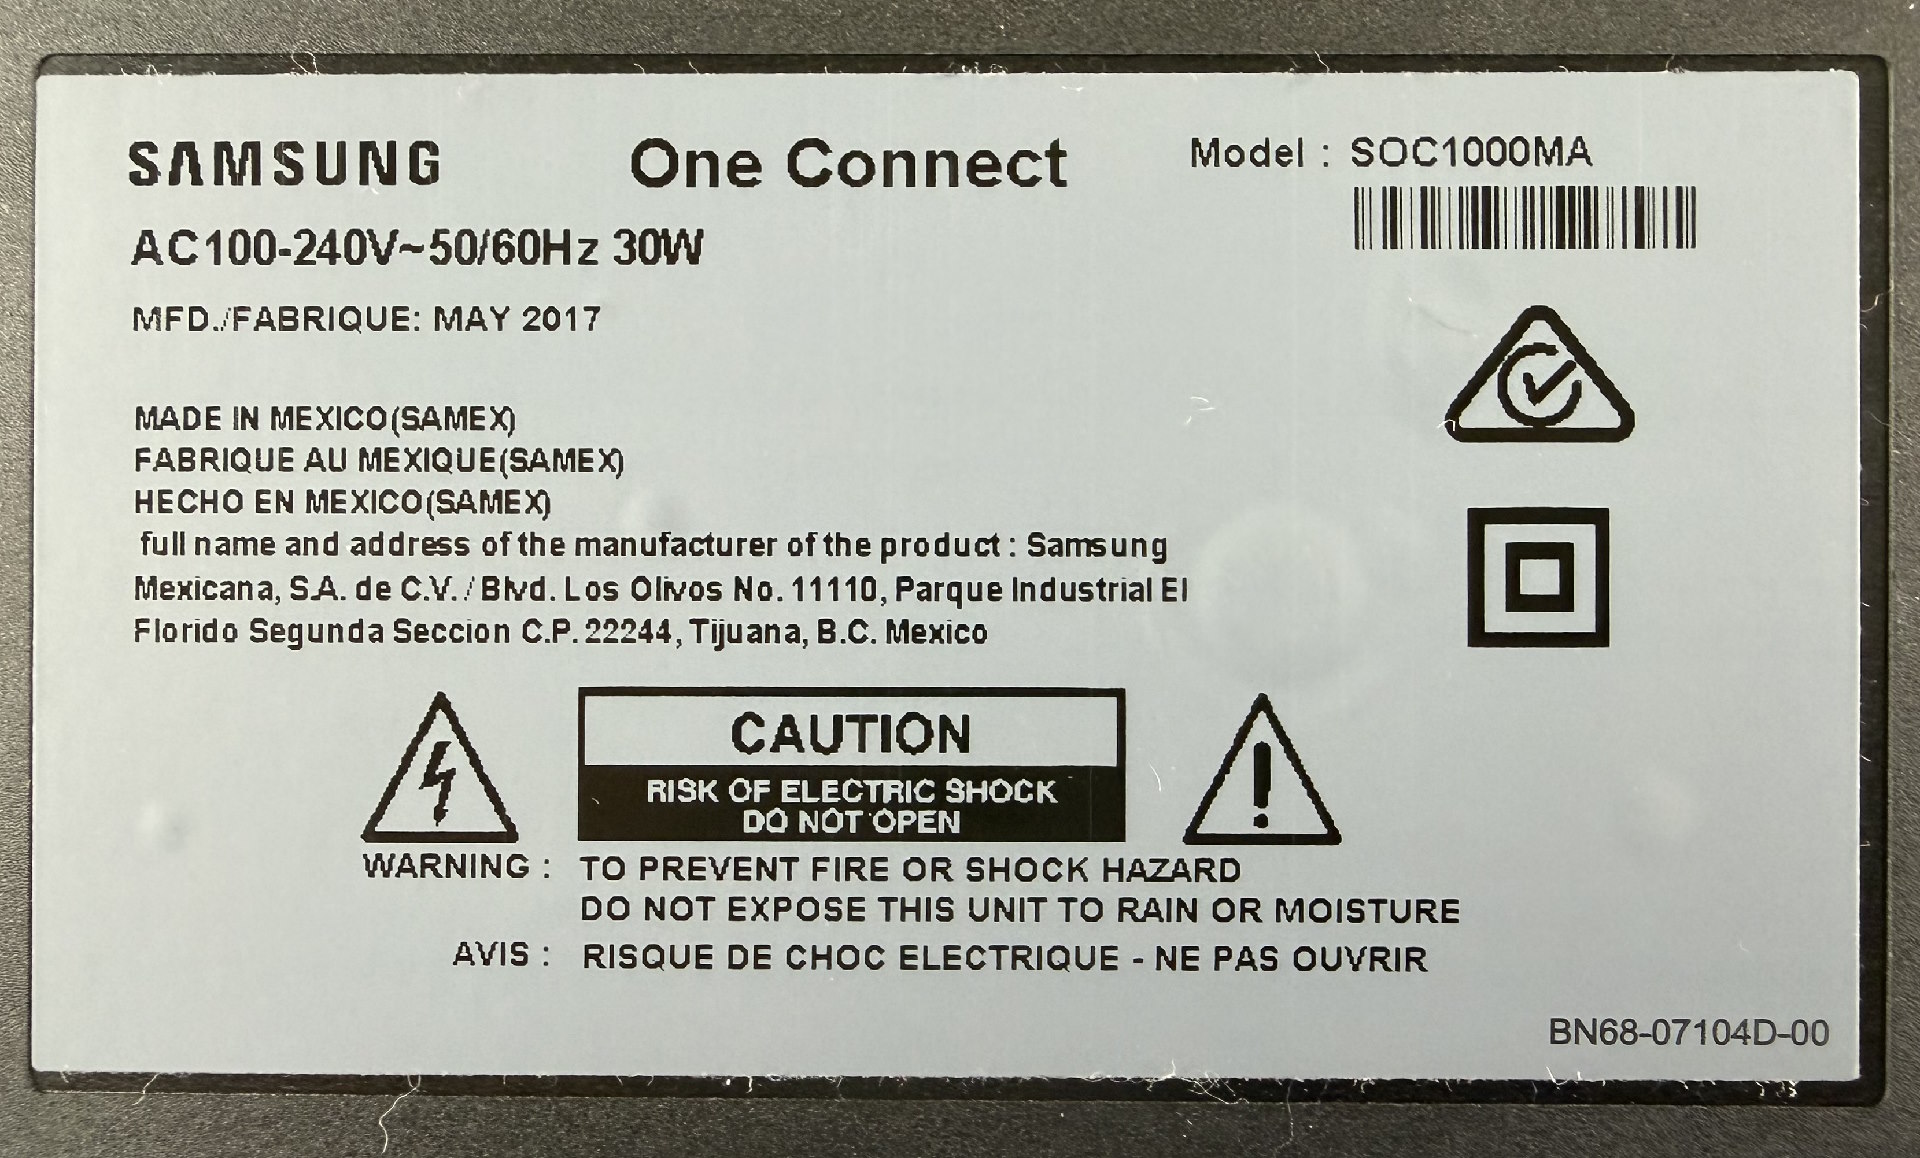 SAMSUNG One Connect Model : SOC1000MA
AC100-240V~50/60Hz 30W
MFD./FABRIQUE: MAY 2017
MADE IN MEXICO(SAMEX)
FABRIQUE AU MEXIQUE(SAMEX)
HECHO EN MEXICO(SAMEX)
full name and address of the manufacturer of the product : Samsung
Mexicana, S.A. de C.V. / Blvd. Los Olivos No. 11110, Parque Industrial El
Florido Segunda Seccion C.P. 22244, Tijuana, B.C. Mexico
CAUTION
RISK OF ELECTRIC SHOCK
DO NOT OPEN
WARNING : TO PREVENT FIRE OR SHOCK HAZARD
DO NOT EXPOSE THIS UNIT TO RAIN OR MOISTURE
AVIS : RISQUE DE CHOC ELECTRIQUE - NE PAS OUVRIR
BN68-07104D-00